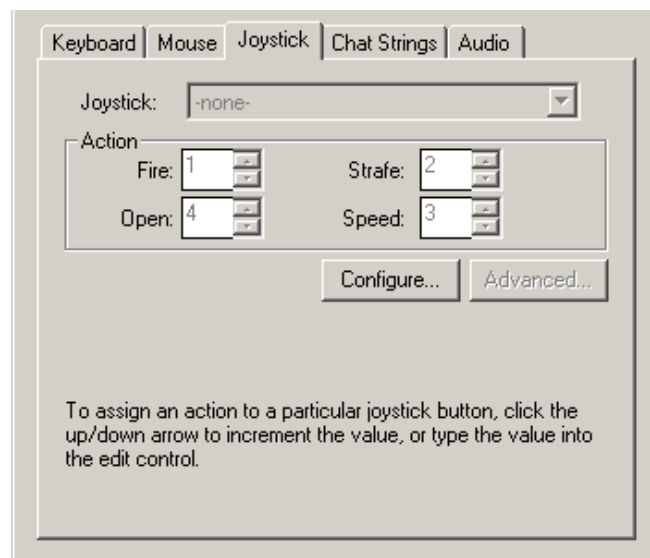 Keyboard Mouse Joystick Chat Strings Audio
Joystick: -none-
Action
Fire: 1 Strafe: 2
Open: 4 Speed: 3
Configure... Advanced...
To assign an action to a particular joystick button, click the
up/down arrow to increment the value, or type the value into
the edit control.